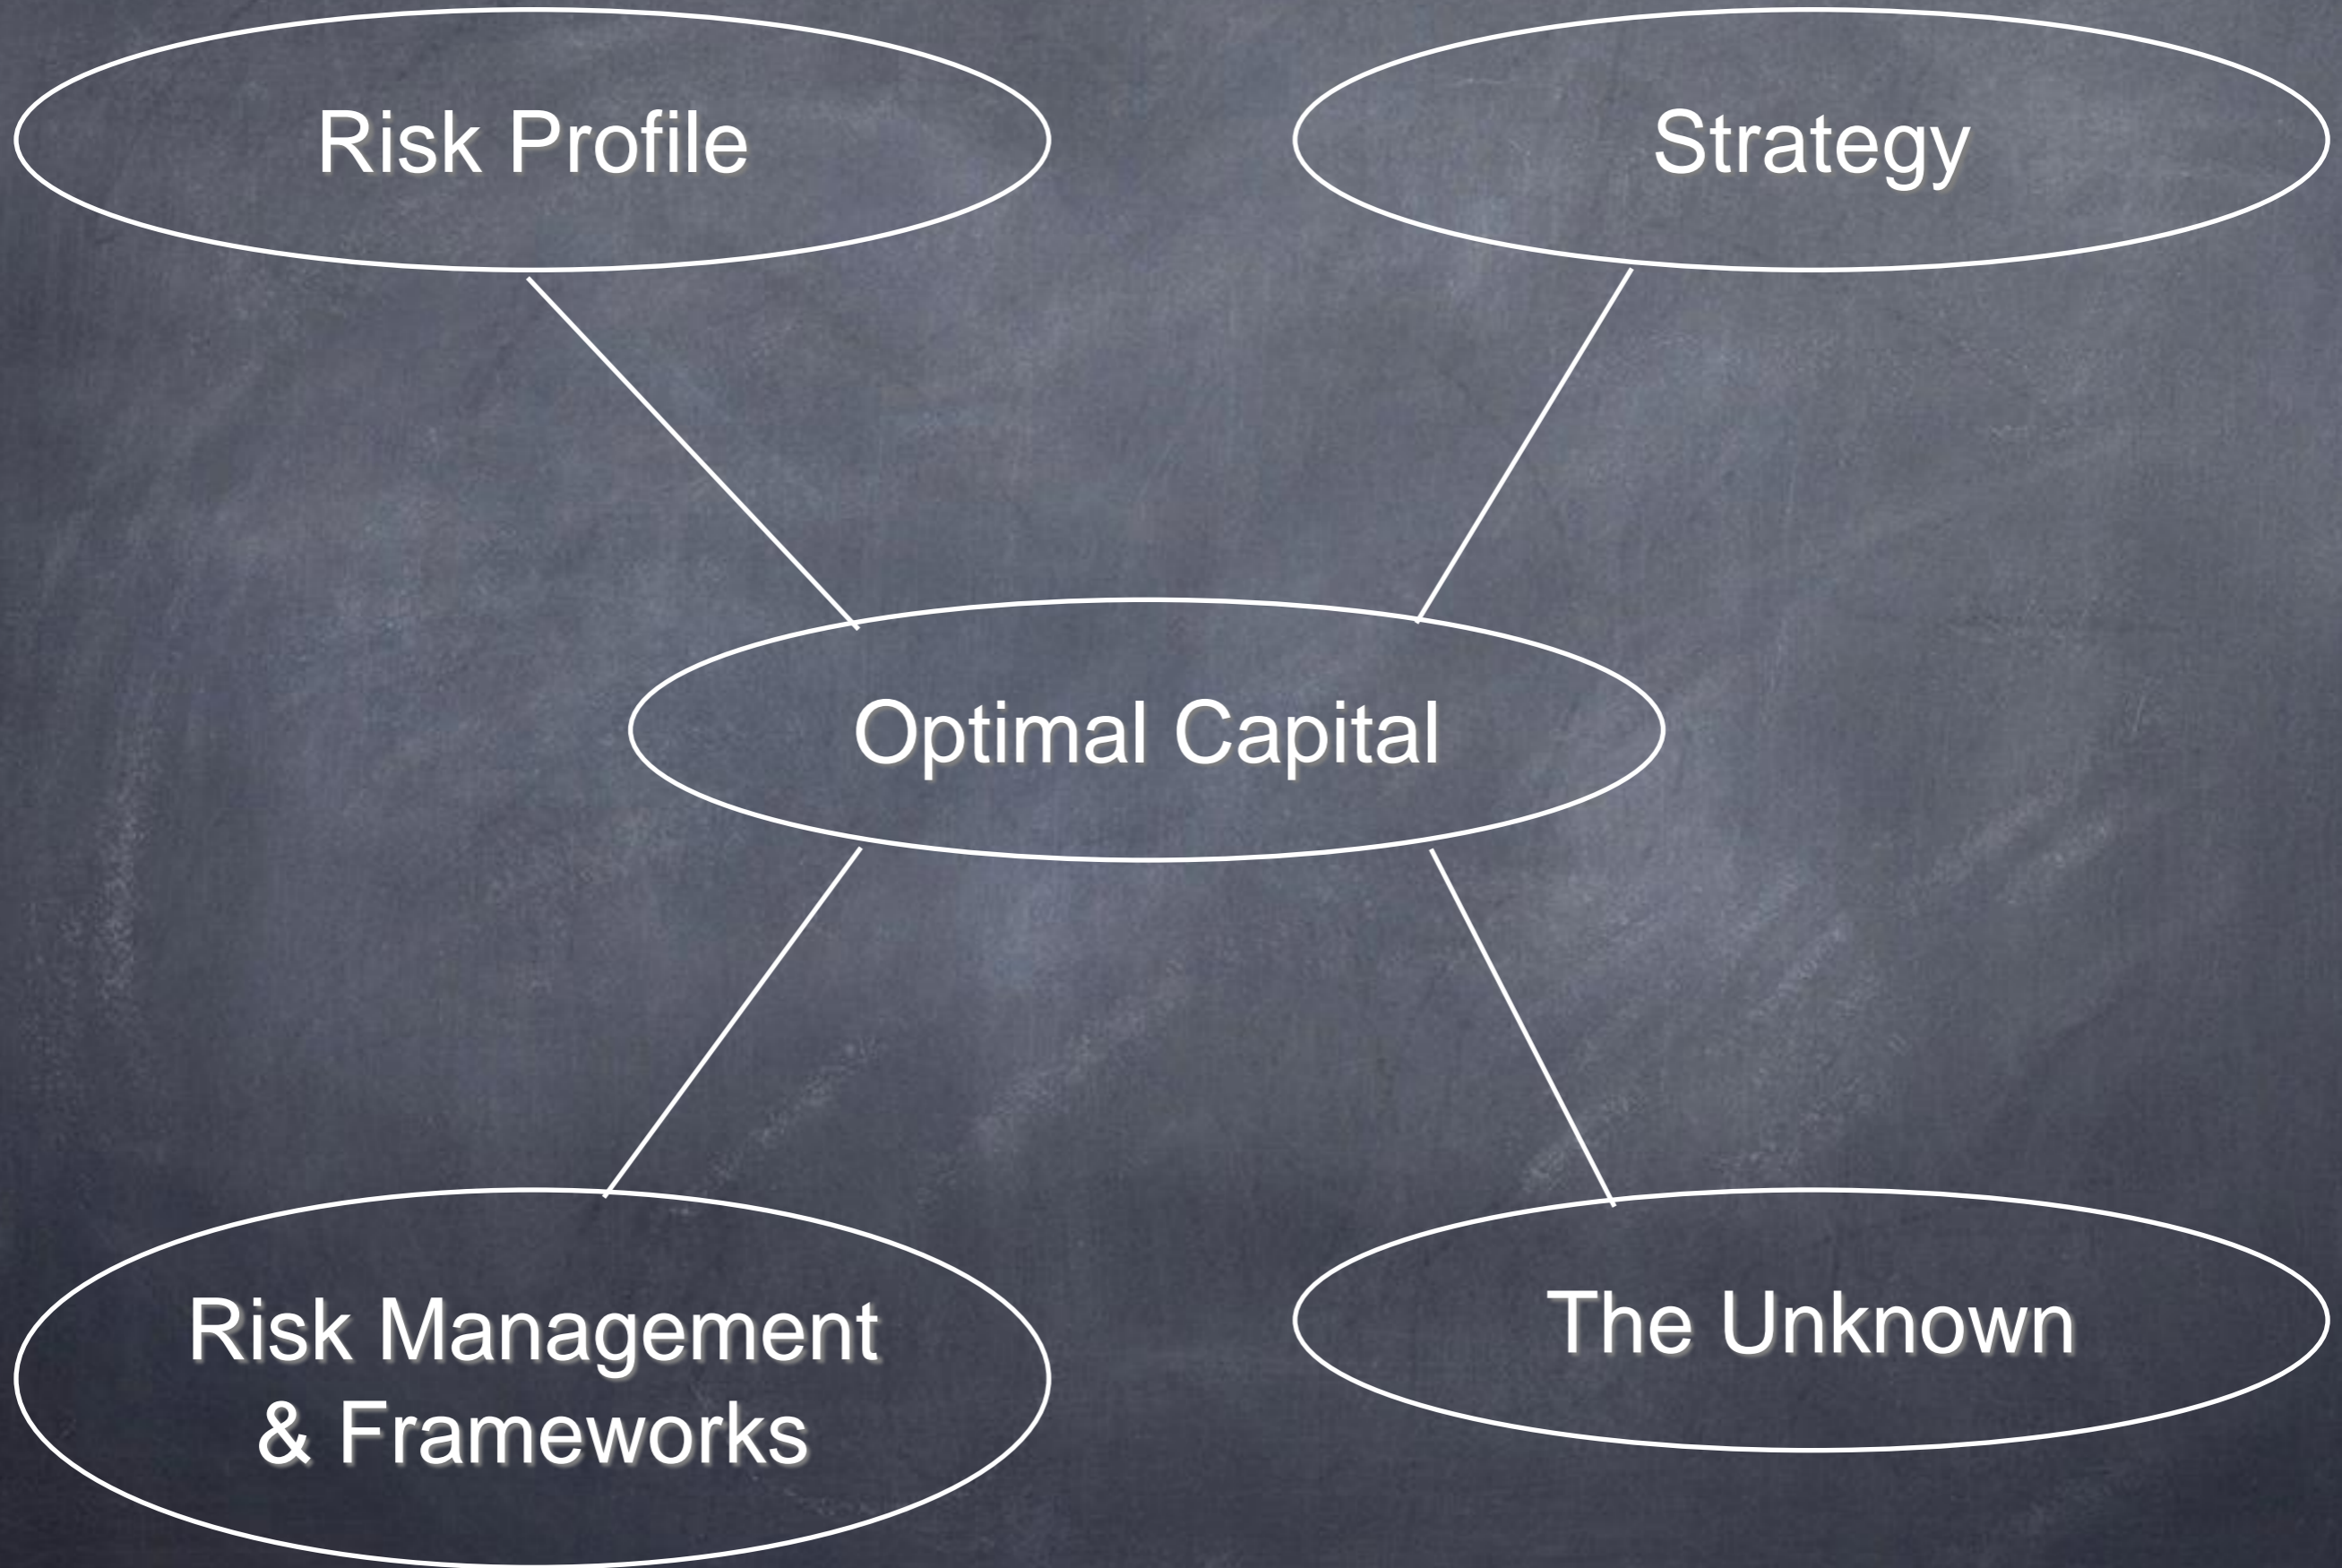 Risk Profile
Strategy
Optimal Capital
Risk Management
& Frameworks
The Unknown